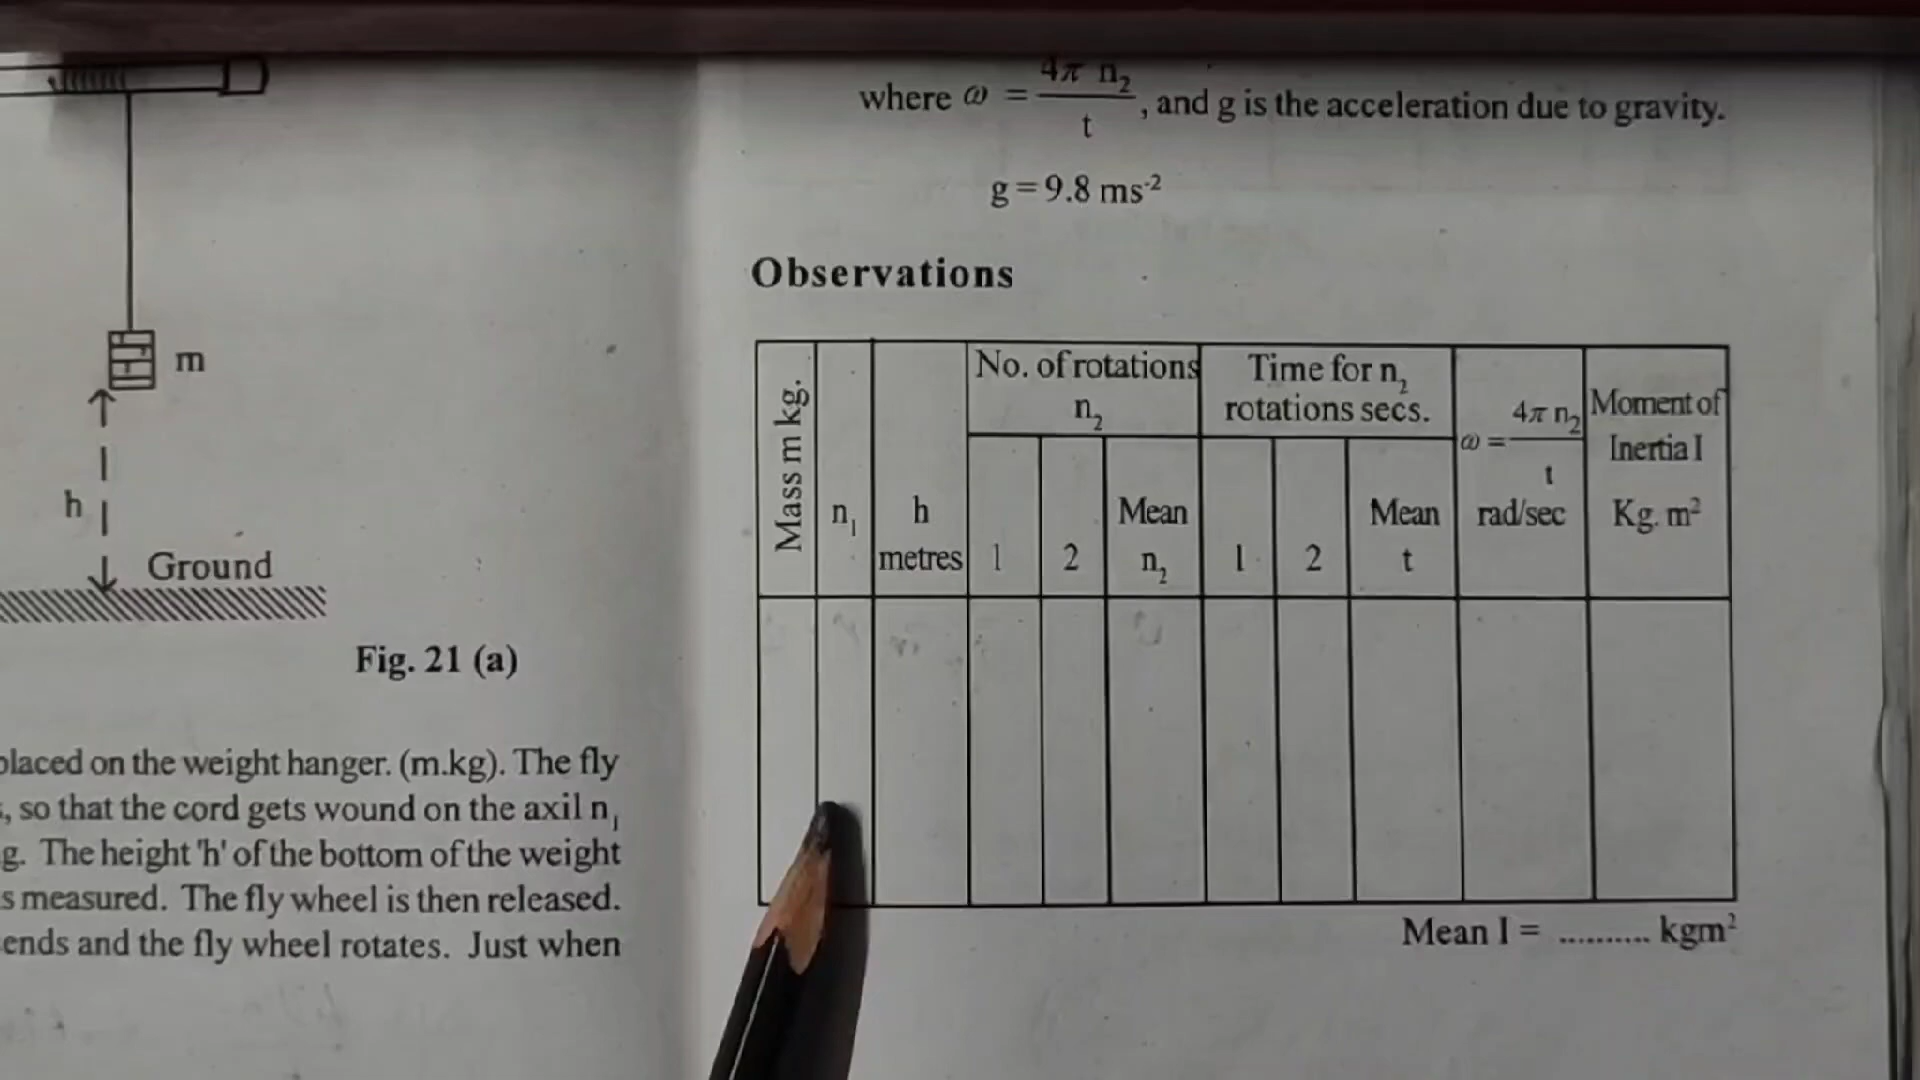 m
h
Ground
Fig. 21 (a)
placed on the weight hanger. (m.kg). The fly
, so that the cord gets wound on the axil n₁
g. The height 'h' of the bottom of the weight
s measured. The fly wheel is then released.
ends and the fly wheel rotates. Just when
where ω = 4π n₂ / t , and g is the acceleration due to gravity.
g = 9.8 ms⁻²
Observations
Mass m kg.
n₁
h
metres
No. of rotations
n₂
1 2 Mean
n₂
Time for n₂
rotations secs.
1 2 Mean
t
ω = 4π n₂ / t
rad/sec
Moment of
Inertia I
Kg. m²
Mean I = .......... kgm²